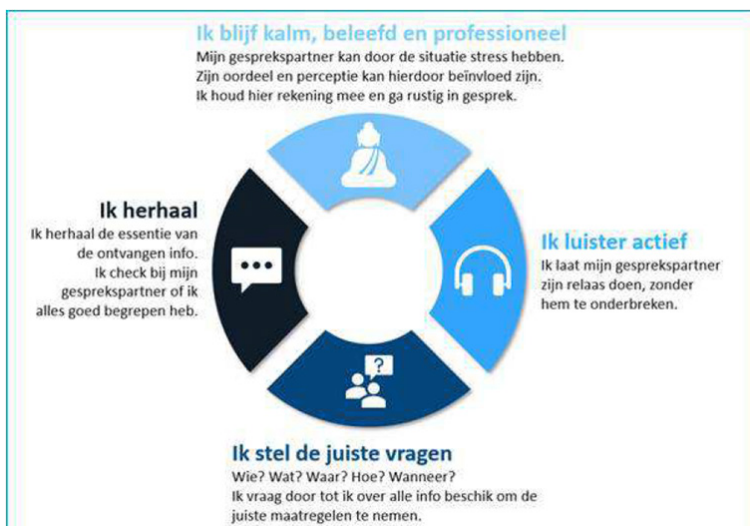 Ik blijf kalm, beleefd en professioneel
Mijn gesprekspartner kan door de situatie stress hebben.
Zijn oordeel en perceptie kan hierdoor beïnvloed zijn.
Ik houd hier rekening mee en ga rustig in gesprek.
Ik luister actief
Ik laat mijn gesprekspartner
zijn relaas doen, zonder
hem te onderbreken.
Ik stel de juiste vragen
Wie? Wat? Waar? Hoe? Wanneer?
Ik vraag door tot ik over alle info beschik om de
juiste maatregelen te nemen.
Ik herhaal
Ik herhaal de essentie van
de ontvangen info.
Ik check bij mijn
gesprekspartner of ik
alles goed begrepen heb.
?